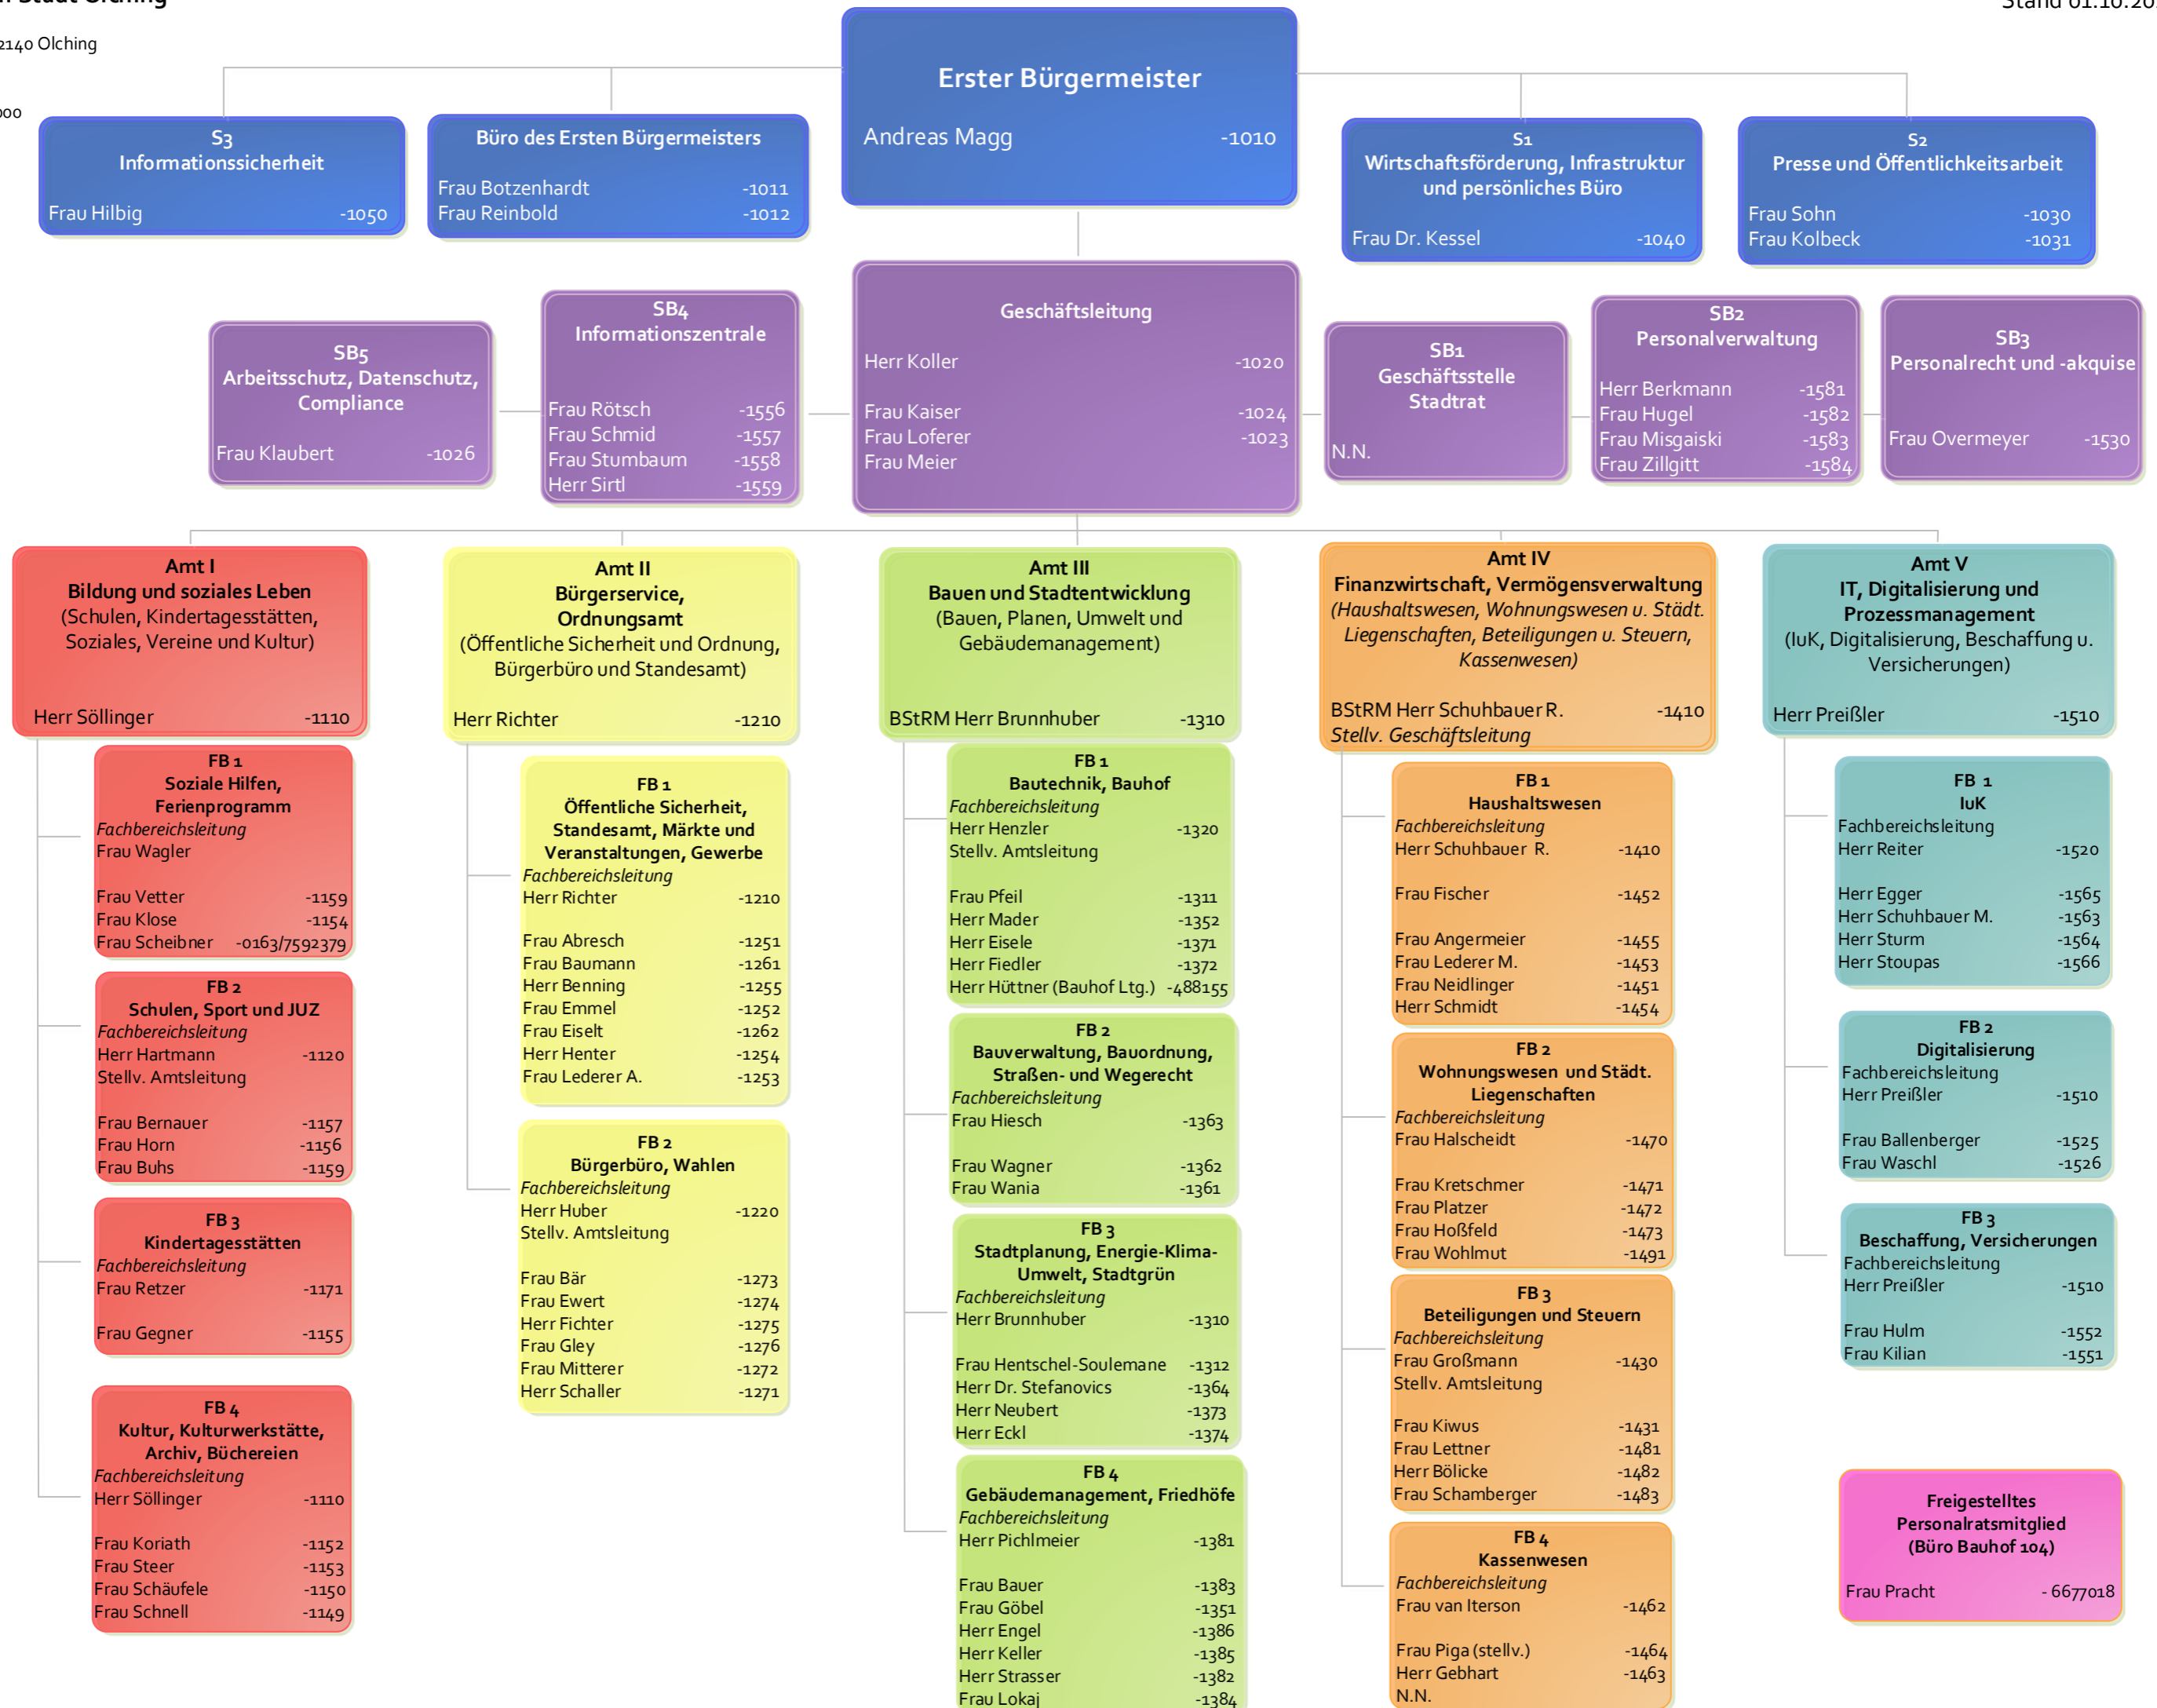 Stadt Olching
Stand 01.10.20
2140 Olching
000
Erster Bürgermeister
Andreas Magg -1010
S3
Informationssicherheit
Frau Hilbig -1050
Büro des Ersten Bürgermeisters
Frau Botzenhardt -1011
Frau Reinbold -1012
S1
Wirtschaftsförderung, Infrastruktur
und persönliches Büro
Frau Dr. Kessel -1040
S2
Presse und Öffentlichkeitsarbeit
Frau Sohn -1030
Frau Kolbeck -1031
SB5
Arbeitsschutz, Datenschutz,
Compliance
Frau Klaubert -1026
SB4
Informationszentrale
Frau Rötsch -1556
Frau Schmid -1557
Frau Stumbaum -1558
Herr Sirtl -1559
Geschäftsleitung
Herr Koller -1020
Frau Kaiser -1024
Frau Loferer -1023
Frau Meier
SB1
Geschäftsstelle
Stadtrat
N.N.
SB2
Personalverwaltung
Herr Berkmann -1581
Frau Hugel -1582
Frau Misgaiski -1583
Frau Zillgitt -1584
SB3
Personalrecht und -akquise
Frau Overmeyer -1530
Amt I
Bildung und soziales Leben
(Schulen, Kindertagesstätten,
Soziales, Vereine und Kultur)
Herr Söllinger -1110
FB 1
Soziale Hilfen,
Ferienprogramm
Fachbereichsleitung
Frau Wagler
Frau Vetter -1159
Frau Klose -1154
Frau Scheibner -0163/7592379
FB 2
Schulen, Sport und JUZ
Fachbereichsleitung
Herr Hartmann -1120
Stellv. Amtsleitung
Frau Bernauer -1157
Frau Horn -1156
Frau Buhs -1159
FB 3
Kindertagesstätten
Fachbereichsleitung
Frau Retzer -1171
Frau Gegner -1155
FB 4
Kultur, Kulturwerkstätte,
Archiv, Büchereien
Fachbereichsleitung
Herr Söllinger -1110
Frau Koriath -1152
Frau Steer -1153
Frau Schäufele -1150
Frau Schnell -1149
Amt II
Bürgerservice,
Ordnungsamt
(Öffentliche Sicherheit und Ordnung,
Bürgerbüro und Standesamt)
Herr Richter -1210
FB 1
Öffentliche Sicherheit,
Standesamt, Märkte und
Veranstaltungen, Gewerbe
Fachbereichsleitung
Herr Richter -1210
Frau Abresch -1251
Frau Baumann -1261
Herr Benning -1255
Frau Emmel -1252
Frau Eiselt -1262
Herr Henter -1254
Frau Lederer A. -1253
FB 2
Bürgerbüro, Wahlen
Fachbereichsleitung
Herr Huber -1220
Stellv. Amtsleitung
Frau Bär -1273
Frau Ewert -1274
Herr Fichter -1275
Frau Gley -1276
Frau Mitterer -1272
Herr Schaller -1271
Amt III
Bauen und Stadtentwicklung
(Bauen, Planen, Umwelt und
Gebäudemanagement)
BStRM Herr Brunnhuber -1310
FB 1
Bautechnik, Bauhof
Fachbereichsleitung
Herr Henzler -1320
Stellv. Amtsleitung
Frau Pfeil -1311
Herr Mader -1352
Herr Eisele -1371
Herr Fiedler -1372
Herr Hüttner (Bauhof Ltg.) -488155
FB 2
Bauverwaltung, Bauordnung,
Straßen- und Wegerecht
Fachbereichsleitung
Frau Hiesch -1363
Frau Wagner -1362
Frau Wania -1361
FB 3
Stadtplanung, Energie-Klima-
Umwelt, Stadtgrün
Fachbereichsleitung
Herr Brunnhuber -1310
Frau Hentschel-Soulemane -1312
Herr Dr. Stefanovics -1364
Herr Neubert -1373
Herr Eckl -1374
FB 4
Gebäudemanagement, Friedhöfe
Fachbereichsleitung
Herr Pichlmeier -1381
Frau Bauer -1383
Frau Göbel -1351
Herr Engel -1386
Herr Keller -1385
Herr Strasser -1382
Frau Lokaj -1384
Amt IV
Finanzwirtschaft, Vermögensverwaltung
(Haushaltswesen, Wohnungswesen u. Städt.
Liegenschaften, Beteiligungen u. Steuern,
Kassenwesen)
BStRM Herr Schuhbauer R. -1410
Stellv. Geschäftsleitung
FB 1
Haushaltswesen
Fachbereichsleitung
Herr Schuhbauer R. -1410
Frau Fischer -1452
Frau Angermeier -1455
Frau Lederer M. -1453
Frau Neidlinger -1451
Herr Schmidt -1454
FB 2
Wohnungswesen und Städt.
Liegenschaften
Fachbereichsleitung
Frau Halscheidt -1470
Frau Kretschmer -1471
Frau Platzer -1472
Frau Hoßfeld -1473
Frau Wohlmut -1491
FB 3
Beteiligungen und Steuern
Fachbereichsleitung
Frau Großmann -1430
Stellv. Amtsleitung
Frau Kiwus -1431
Frau Lettner -1481
Herr Bölicke -1482
Frau Schamberger -1483
FB 4
Kassenwesen
Fachbereichsleitung
Frau van Iterson -1462
Frau Piga (stellv.) -1464
Herr Gebhart -1463
N.N.
Amt V
IT, Digitalisierung und
Prozessmanagement
(IuK, Digitalisierung, Beschaffung u.
Versicherungen)
Herr Preißler -1510
FB 1
IuK
Fachbereichsleitung
Herr Reiter -1520
Herr Egger -1565
Herr Schuhbauer M. -1563
Herr Sturm -1564
Herr Stoupas -1566
FB 2
Digitalisierung
Fachbereichsleitung
Herr Preißler -1510
Frau Ballenberger -1525
Frau Waschl -1526
FB 3
Beschaffung, Versicherungen
Fachbereichsleitung
Herr Preißler -1510
Frau Hulm -1552
Frau Kilian -1551
Freigestelltes
Personalratsmitglied
(Büro Bauhof 104)
Frau Pracht - 6677018